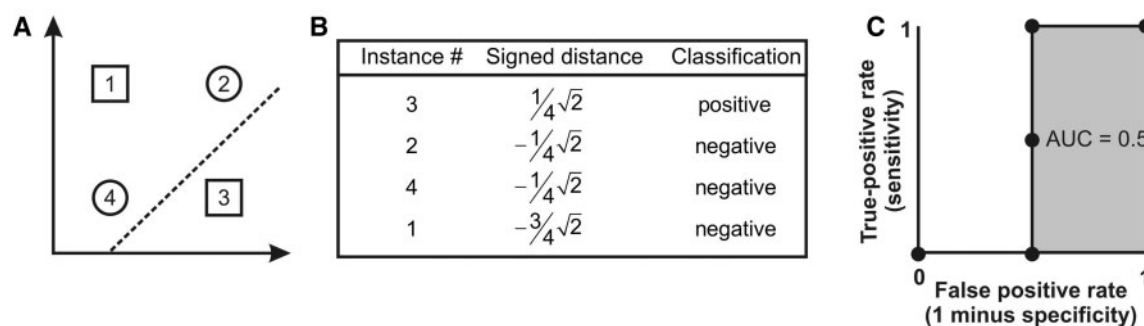 A
1
2
4
3
B
Instance # Signed distance Classification
3 1/4√2 positive
2 −1/4√2 negative
4 −1/4√2 negative
1 −3/4√2 negative
C
1
True-positive rate
(sensitivity)
AUC = 0.5
0
False positive rate
(1 minus specificity)